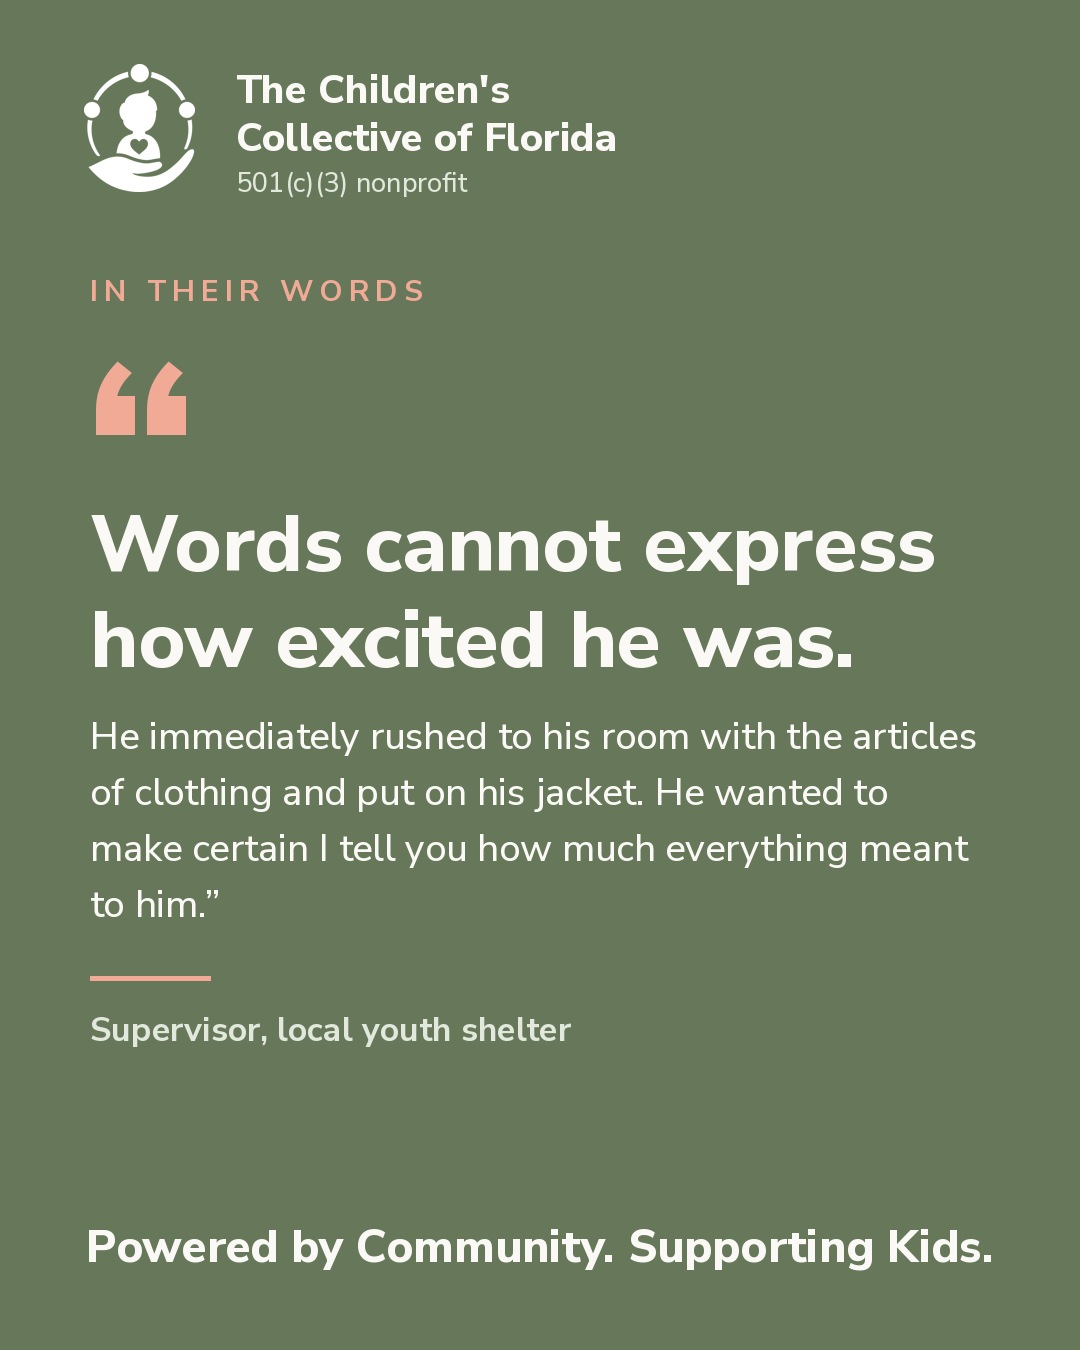 The Children's
Collective of Florida
501(c)(3) nonprofit
IN THEIR WORDS
“
Words cannot express
how excited he was.
He immediately rushed to his room with the articles
of clothing and put on his jacket. He wanted to
make certain I tell you how much everything meant
to him.”
Supervisor, local youth shelter
Powered by Community. Supporting Kids.